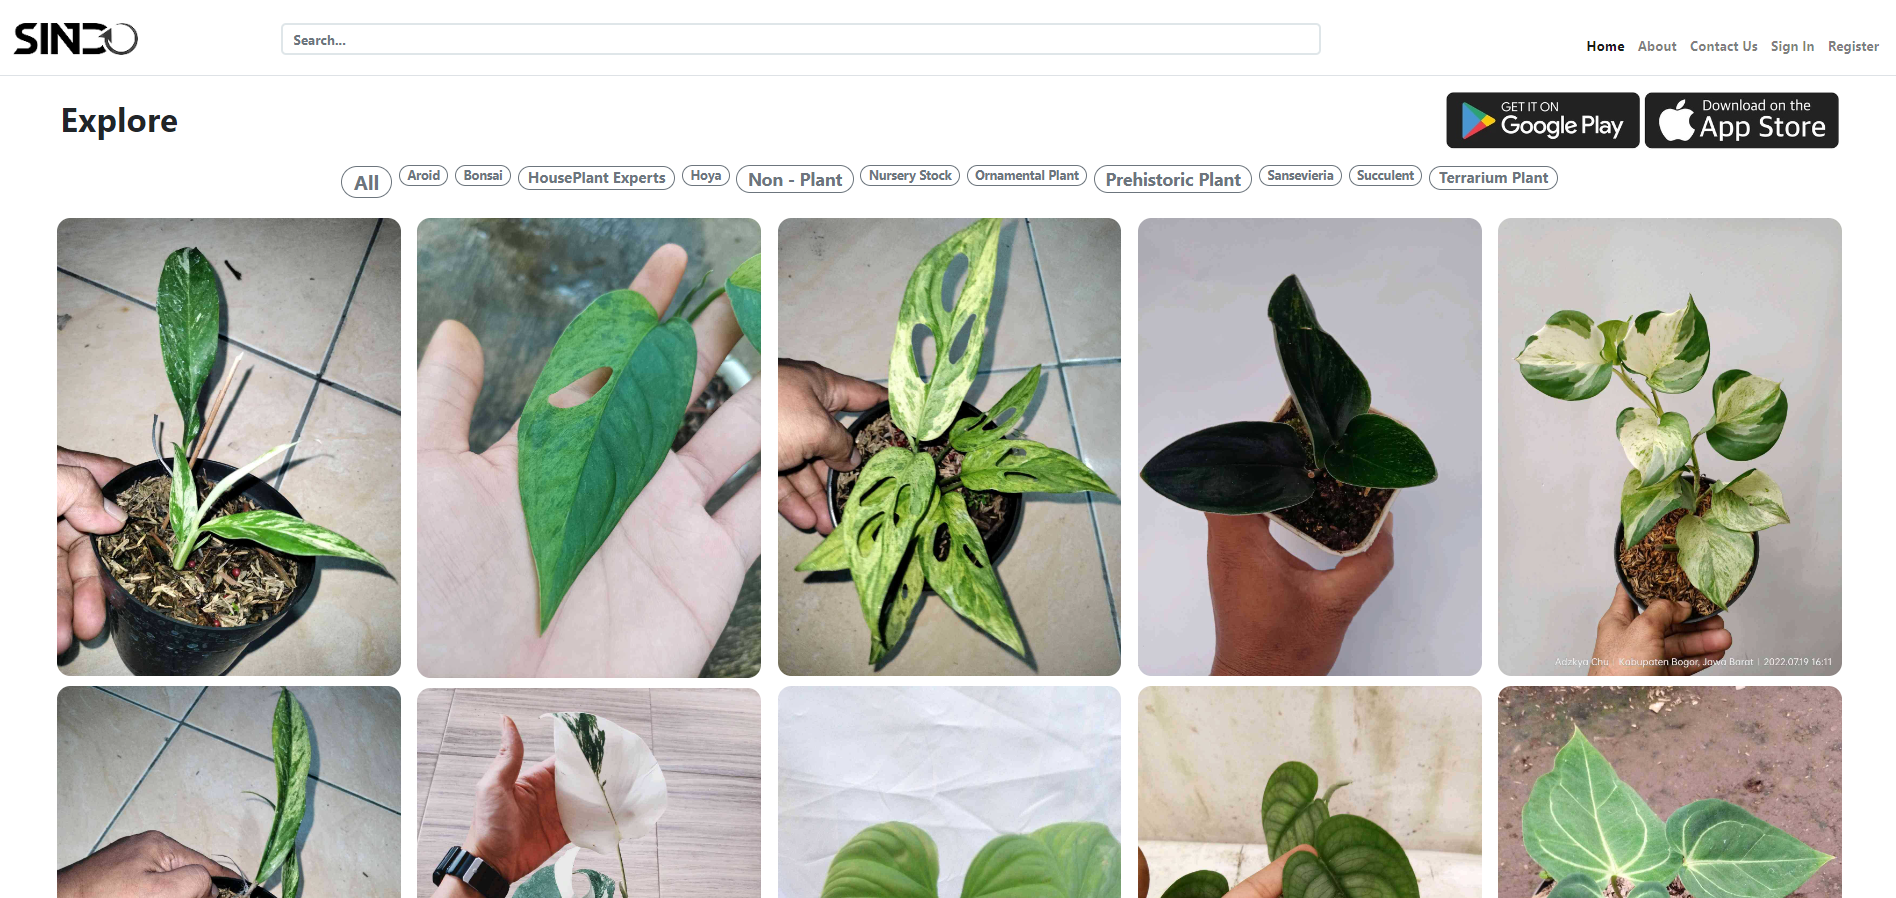 SINDO
Search...
Home About Contact Us Sign In Register
Explore
GET IT ON
Google Play
Download on the
App Store
All Aroid Bonsai HousePlant Experts Hoya Non - Plant Nursery Stock Ornamental Plant Prehistoric Plant Sansevieria Succulent Terrarium Plant
Adzkya Chu | Kabupaten Bogor, Jawa Barat | 2022.07.19 16:11